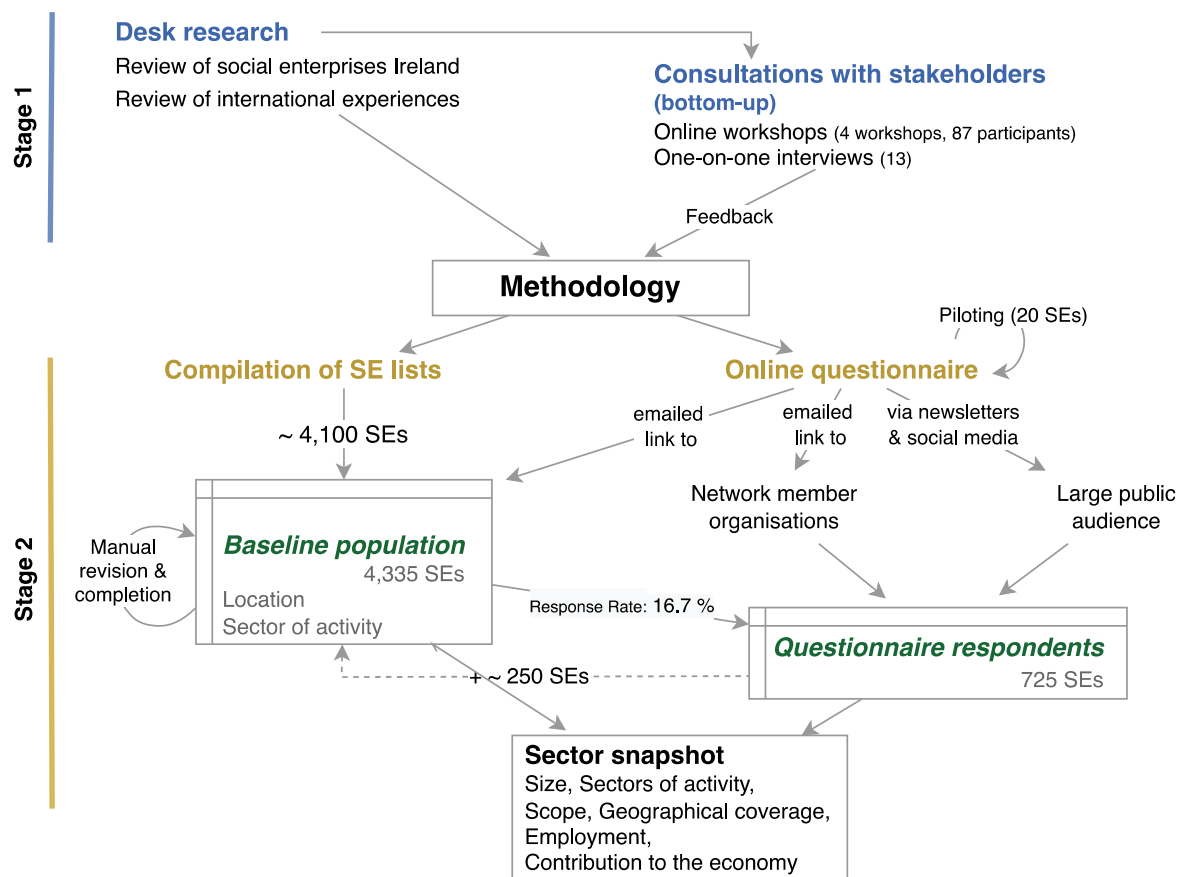 Stage 1
Desk research
Review of social enterprises Ireland
Review of international experiences
Consultations with stakeholders
(bottom-up)
Online workshops (4 workshops, 87 participants)
One-on-one interviews (13)
Feedback
Methodology
Stage 2
Piloting (20 SEs)
Compilation of SE lists
Online questionnaire
~ 4,100 SEs
emailed
link to
emailed
link to
via newsletters
& social media
Network member
organisations
Large public
audience
Manual
revision &
completion
Baseline population
4,335 SEs
Location
Sector of activity
Response Rate: 16.7 %
Questionnaire respondents
725 SEs
+ ~ 250 SEs
Sector snapshot
Size, Sectors of activity,
Scope, Geographical coverage,
Employment,
Contribution to the economy